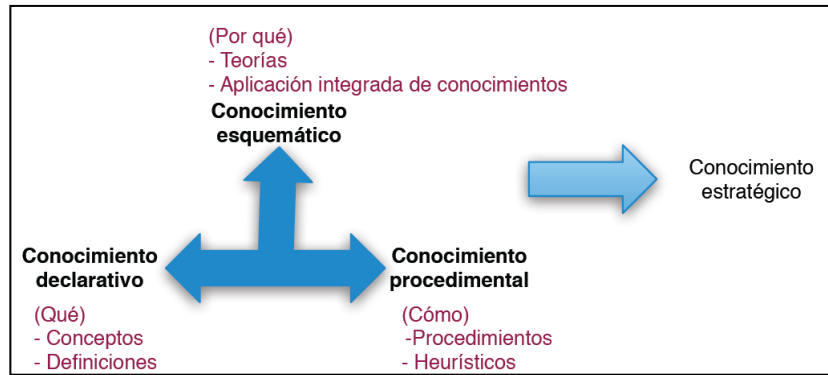 (Por qué)
- Teorías
- Aplicación integrada de conocimientos
Conocimiento
esquemático
Conocimiento
estratégico
Conocimiento
declarativo
(Qué)
- Conceptos
- Definiciones
Conocimiento
procedimental
(Cómo)
-Procedimientos
- Heurísticos